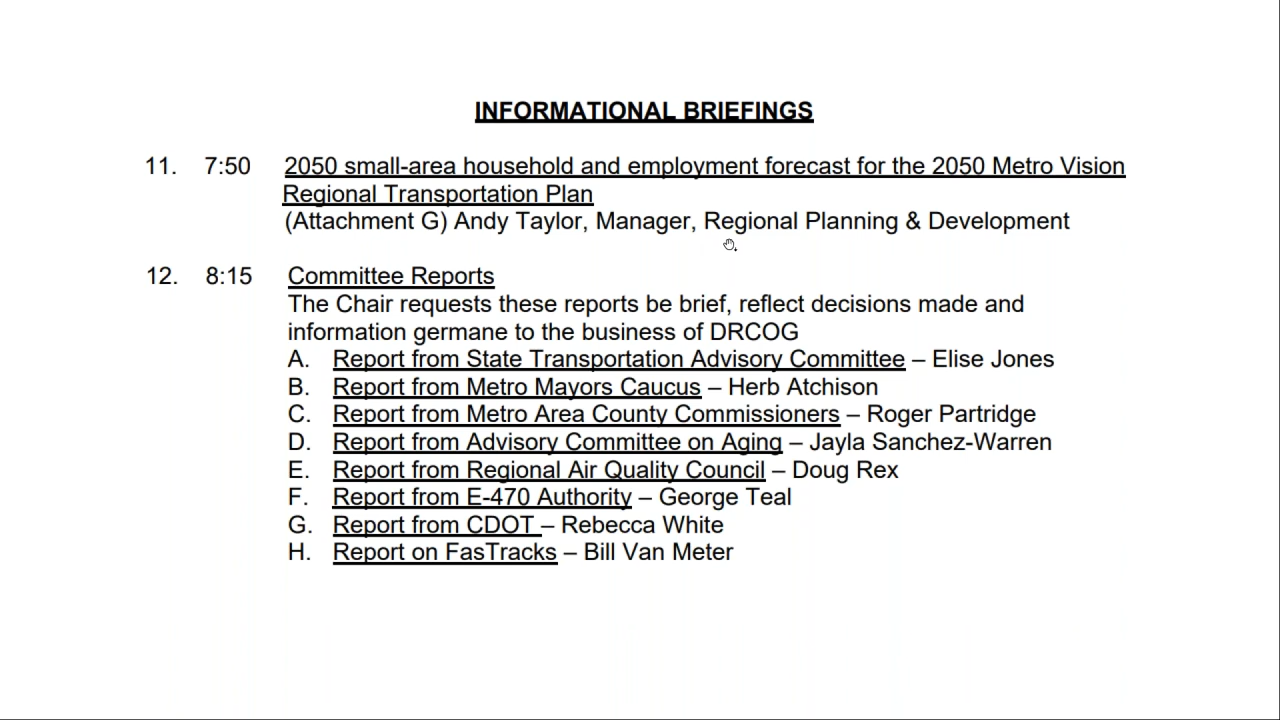 INFORMATIONAL BRIEFINGS
11. 7:50 2050 small-area household and employment forecast for the 2050 Metro Vision
Regional Transportation Plan
(Attachment G) Andy Taylor, Manager, Regional Planning & Development
12. 8:15 Committee Reports
The Chair requests these reports be brief, reflect decisions made and
information germane to the business of DRCOG
A. Report from State Transportation Advisory Committee – Elise Jones
B. Report from Metro Mayors Caucus – Herb Atchison
C. Report from Metro Area County Commissioners – Roger Partridge
D. Report from Advisory Committee on Aging – Jayla Sanchez-Warren
E. Report from Regional Air Quality Council – Doug Rex
F. Report from E-470 Authority – George Teal
G. Report from CDOT – Rebecca White
H. Report on FasTracks – Bill Van Meter